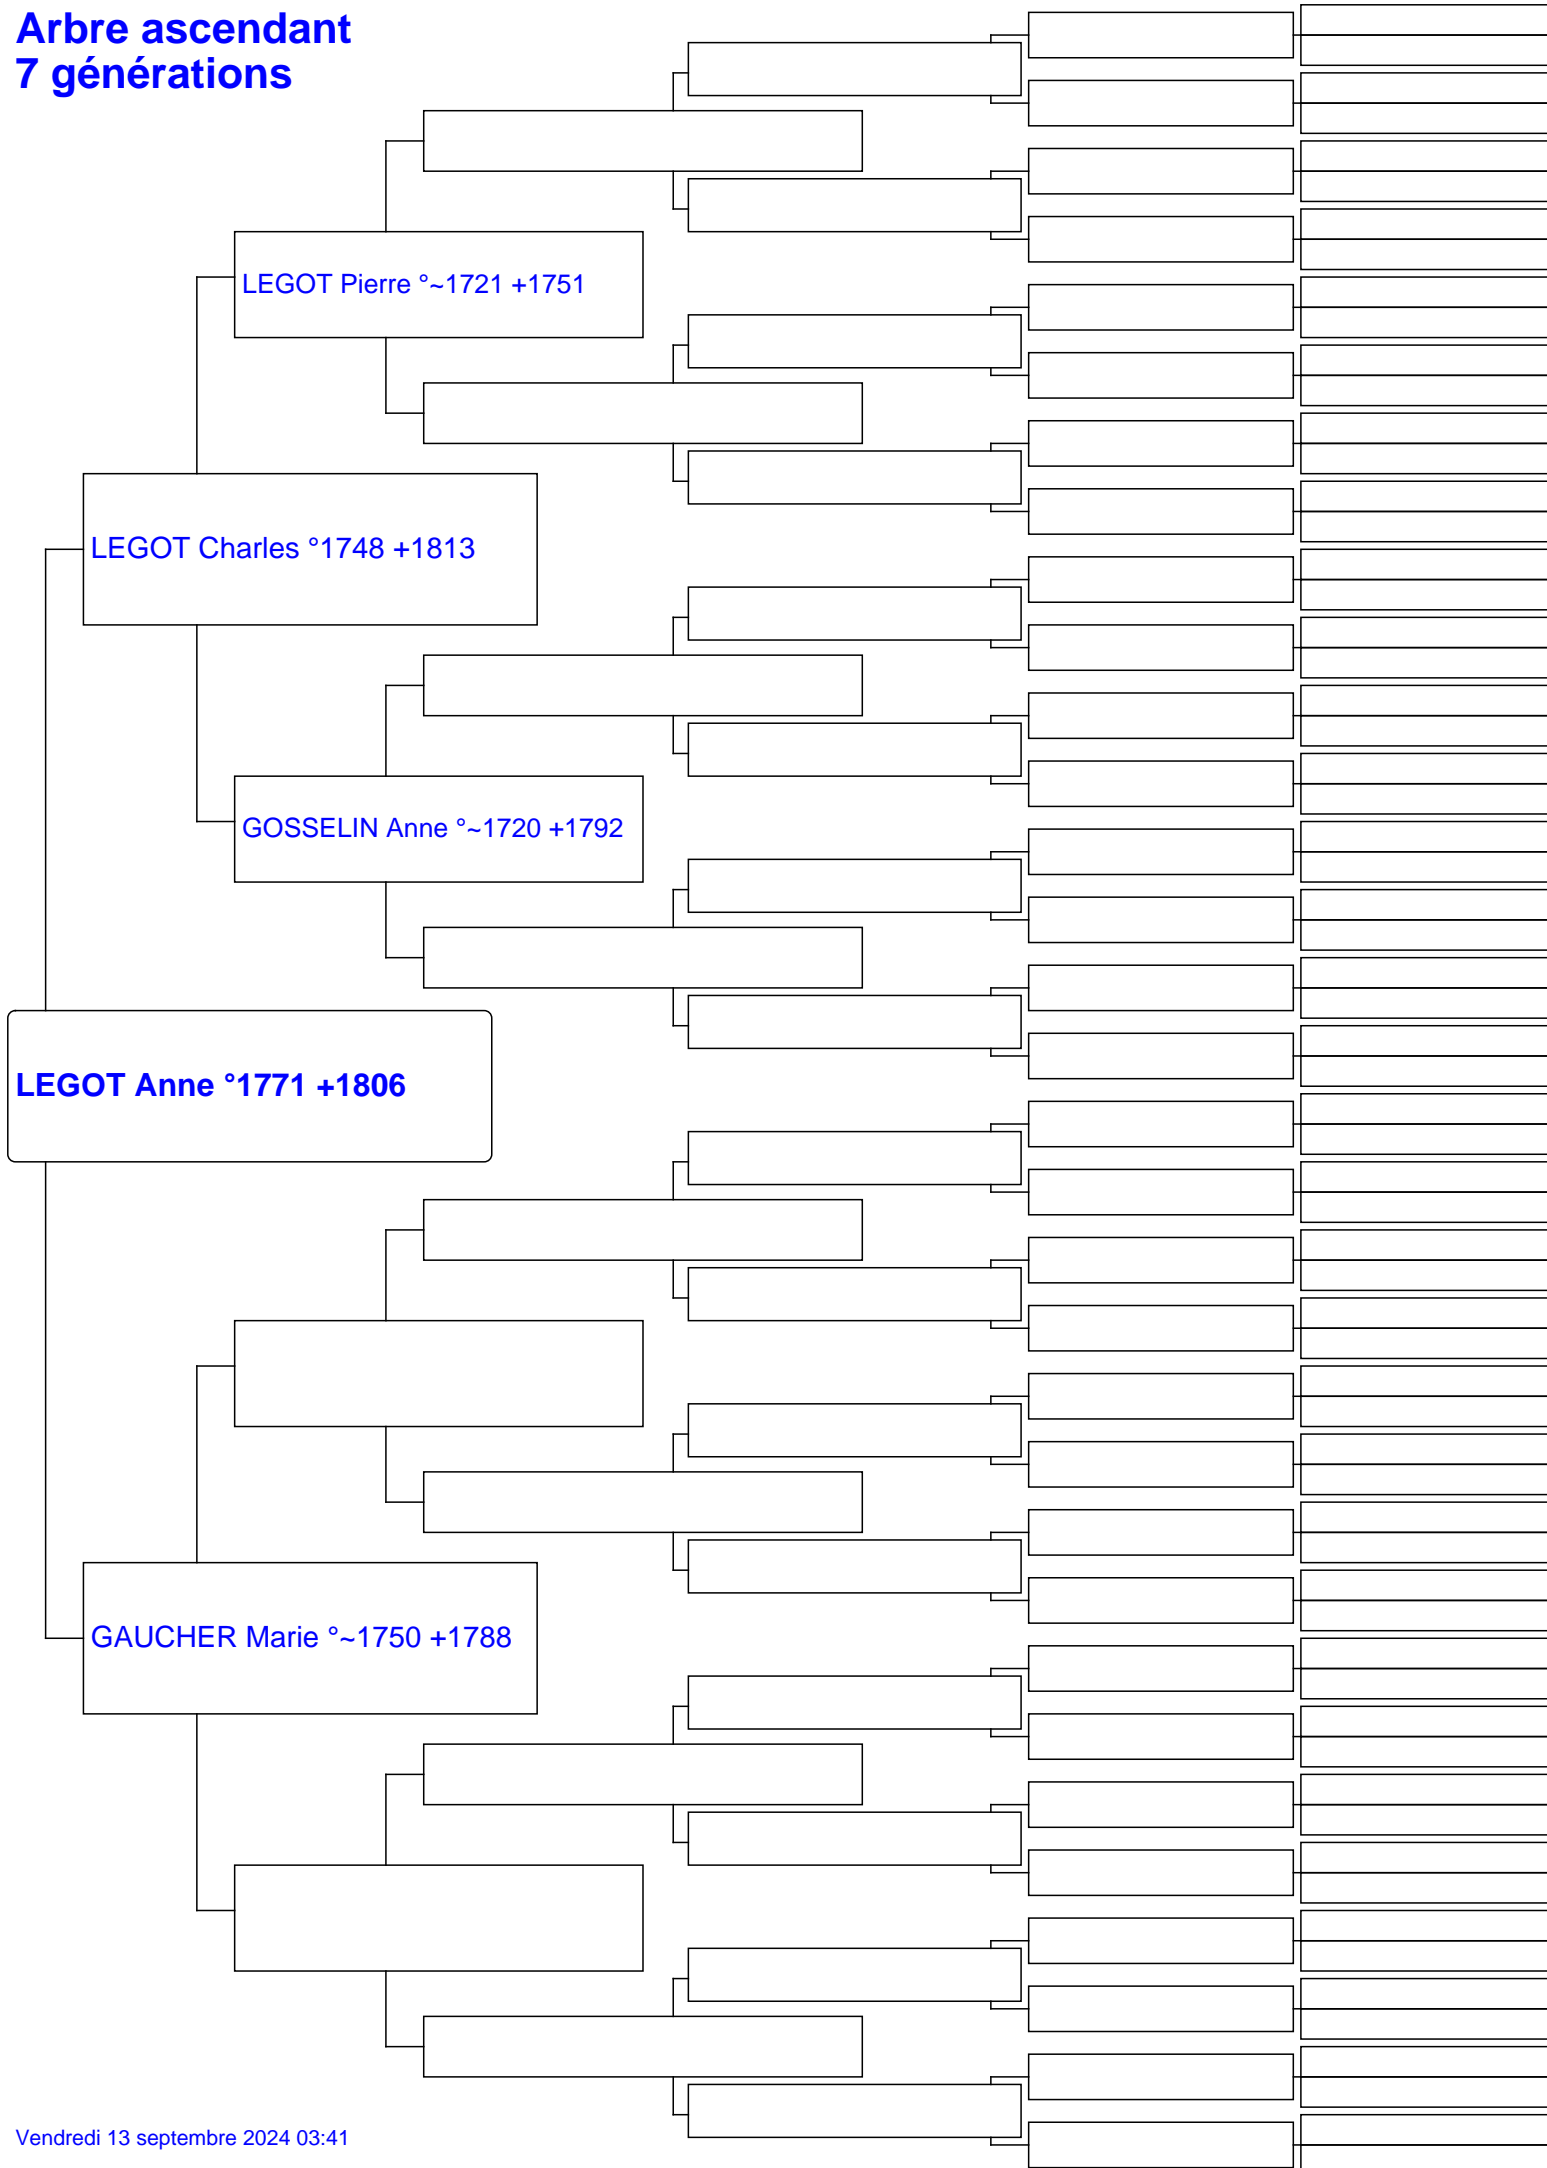 Arbre ascendant
7 générations
LEGOT Pierre °~1721 +1751
LEGOT Charles °1748 +1813
GOSSELIN Anne °~1720 +1792
LEGOT Anne °1771 +1806
GAUCHER Marie °~1750 +1788
Vendredi 13 septembre 2024 03:41